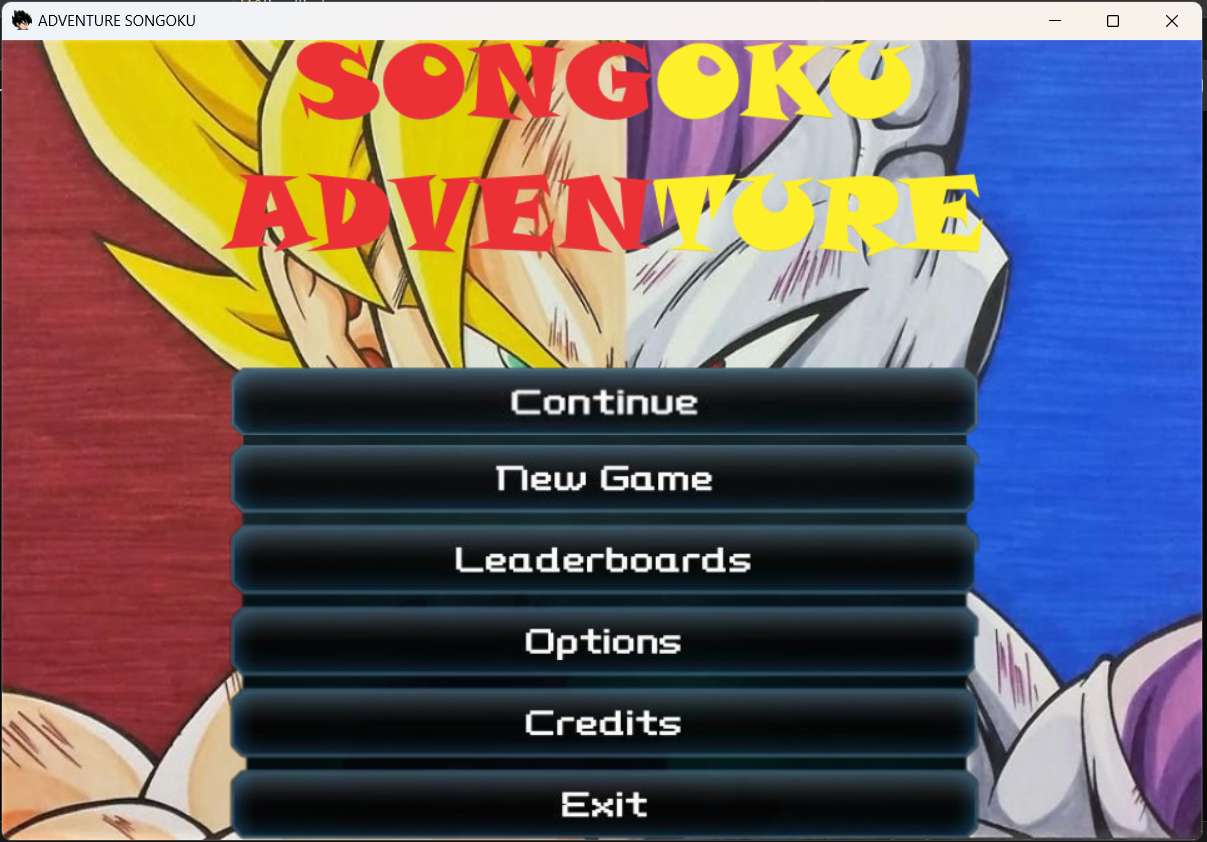 ADVENTURE SONGOKU
SONGOKU
ADVENTURE
Continue
New Game
Leaderboards
Options
Credits
Exit